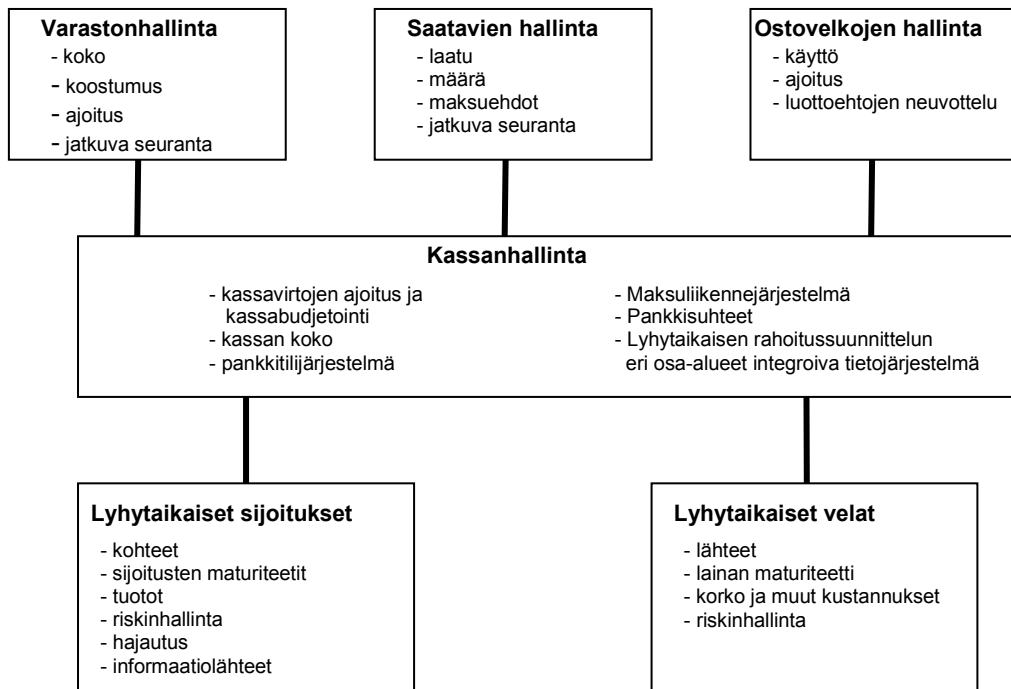 Varastonhallinta
- koko
- koostumus
- ajoitus
- jatkuva seuranta
Saatavien hallinta
- laatu
- määrä
- maksuehdot
- jatkuva seuranta
Ostovelkojen hallinta
- käyttö
- ajoitus
- luottoehtojen neuvottelu
Kassanhallinta
- kassavirtojen ajoitus ja
kassabudjetointi
- kassan koko
- pankkitilijärjestelmä
- Maksuliikennejärjestelmä
- Pankkisuhteet
- Lyhytaikaisen rahoitussuunnittelun
eri osa-alueet integroiva tietojärjestelmä
Lyhytaikaiset sijoitukset
- kohteet
- sijoitusten maturiteetit
- tuotot
- riskinhallinta
- hajautus
- informaatiolähteet
Lyhytaikaiset velat
- lähteet
- lainan maturiteetti
- korko ja muut kustannukset
- riskinhallinta